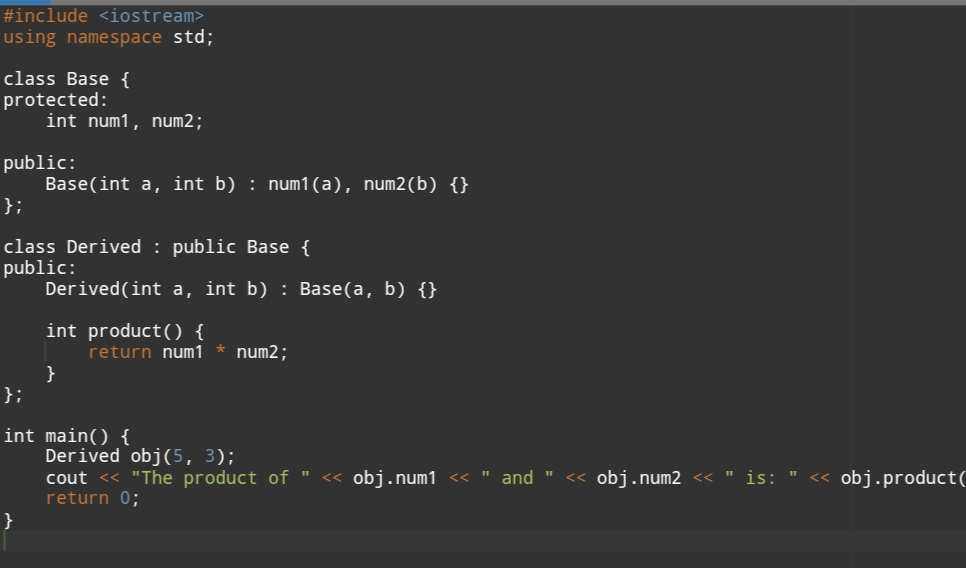 #include <iostream>
using namespace std;

class Base {
protected:
    int num1, num2;

public:
    Base(int a, int b) : num1(a), num2(b) {}
};

class Derived : public Base {
public:
    Derived(int a, int b) : Base(a, b) {}

    int product() {
        return num1 * num2;
    }
};

int main() {
    Derived obj(5, 3);
    cout << "The product of " << obj.num1 << " and " << obj.num2 << " is: " << obj.product(
    return 0;
}